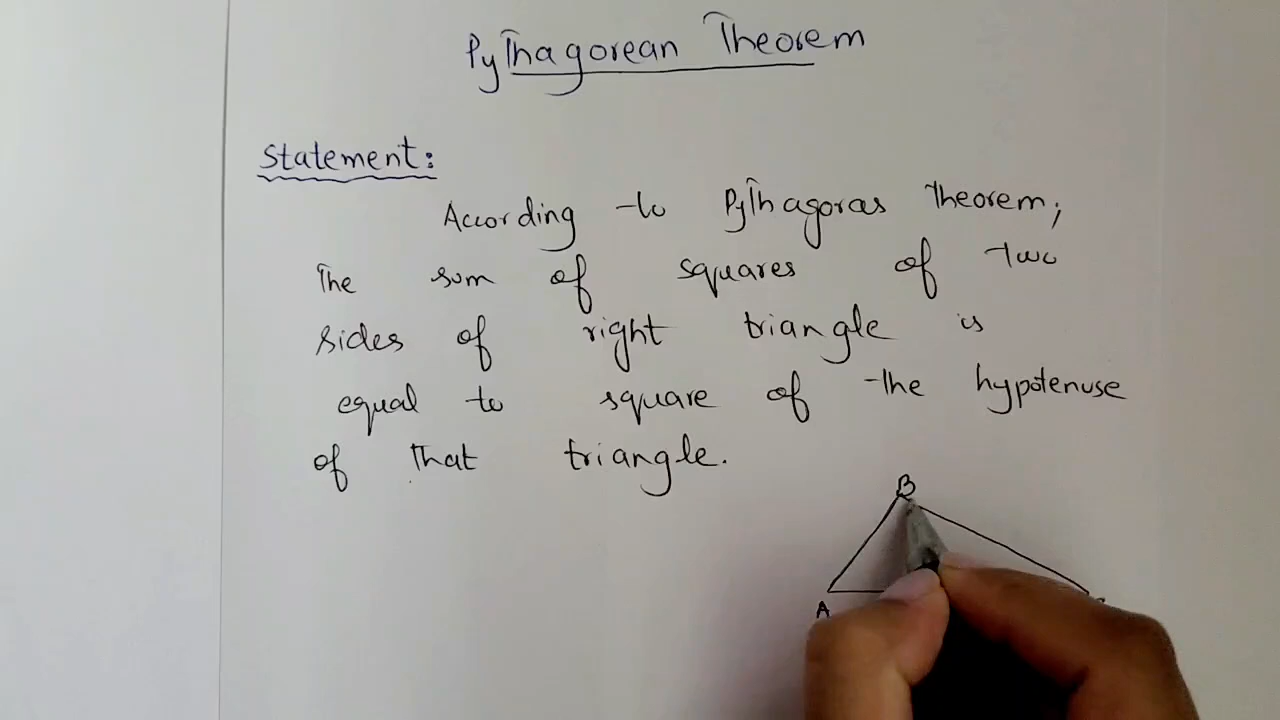 Pythagorean Theorem
Statement:
According to Pythagoras Theorem;
The sum of squares of two
sides of right triangle is
equal to square of the hypotenuse
of that triangle.
B
A